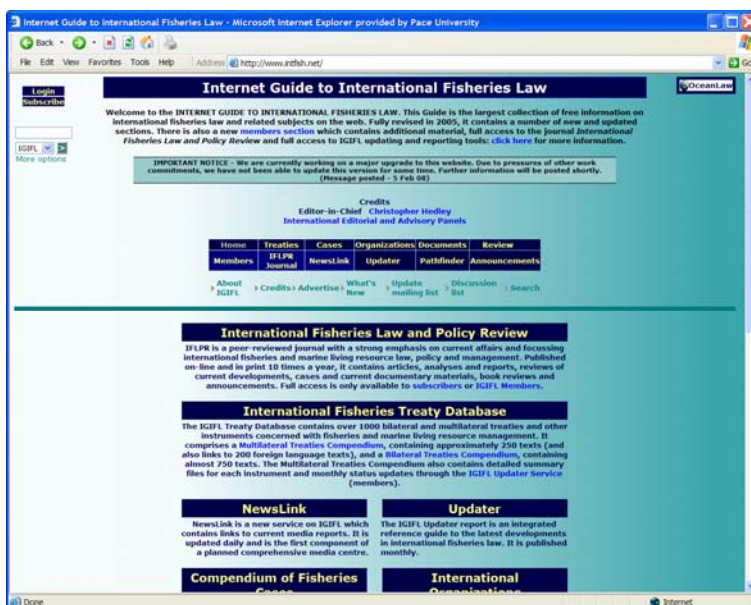 Internet Guide to International Fisheries Law - Microsoft Internet Explorer provided by Pace University
Back
File Edit View Favorites Tools Help Address http://www.intfish.net/ Go
Login
Subscribe
IGIFL
More options
OceanLaw
Internet Guide to International Fisheries Law
Welcome to the INTERNET GUIDE TO INTERNATIONAL FISHERIES LAW. This Guide is the largest collection of free information on
international fisheries law and related subjects on the web. Fully revised in 2005, it contains a number of new and updated
sections. There is also a new members section which contains additional material, full access to the journal International
Fisheries Law and Policy Review and full access to IGIFL updating and reporting tools: click here for more information.
IMPORTANT NOTICE - We are currently working on a major upgrade to this website. Due to pressures of other work
commitments, we have not been able to update this version for some time. Further information will be posted shortly.
(Message posted - 5 Feb 08)
Credits
Editor-in-Chief Christopher Hedley
International Editorial and Advisory Panels
Home Treaties Cases Organizations Documents Review
Members IFLPR Journal NewsLink Updater Pathfinder Announcements
About IGIFL Credits Advertise What's New Update mailing list Discussion list Search
International Fisheries Law and Policy Review
IFLPR is a peer-reviewed journal with a strong emphasis on current affairs and focussing
international fisheries and marine living resource law, policy and management. Published
on-line and in print 10 times a year, it contains articles, analyses and reports, reviews of
current developments, cases and current documentary materials, book reviews and
announcements. Full access is only available to subscribers or IGIFL Members.
International Fisheries Treaty Database
The IGIFL Treaty Database contains over 1000 bilateral and multilateral treaties and other
instruments concerned with fisheries and marine living resource management. It
comprises a Multilateral Treaties Compendium, containing approximately 250 texts (and
also links to 200 foreign language texts), and a Bilateral Treaties Compendium, containing
almost 750 texts. The Multilateral Treaties Compendium also contains detailed summary
files for each instrument and monthly status updates through the IGIFL Updater Service
(members).
NewsLink
NewsLink is a new service on IGIFL which
contains links to current media reports. It is
updated daily and is the first component of
a planned comprehensive media centre.
Updater
The IGIFL Updater report is an integrated
reference guide to the latest developments
in international fisheries law. It is published
monthly.
Compendium of Fisheries
Cases
International
Organizations
Done
Internet